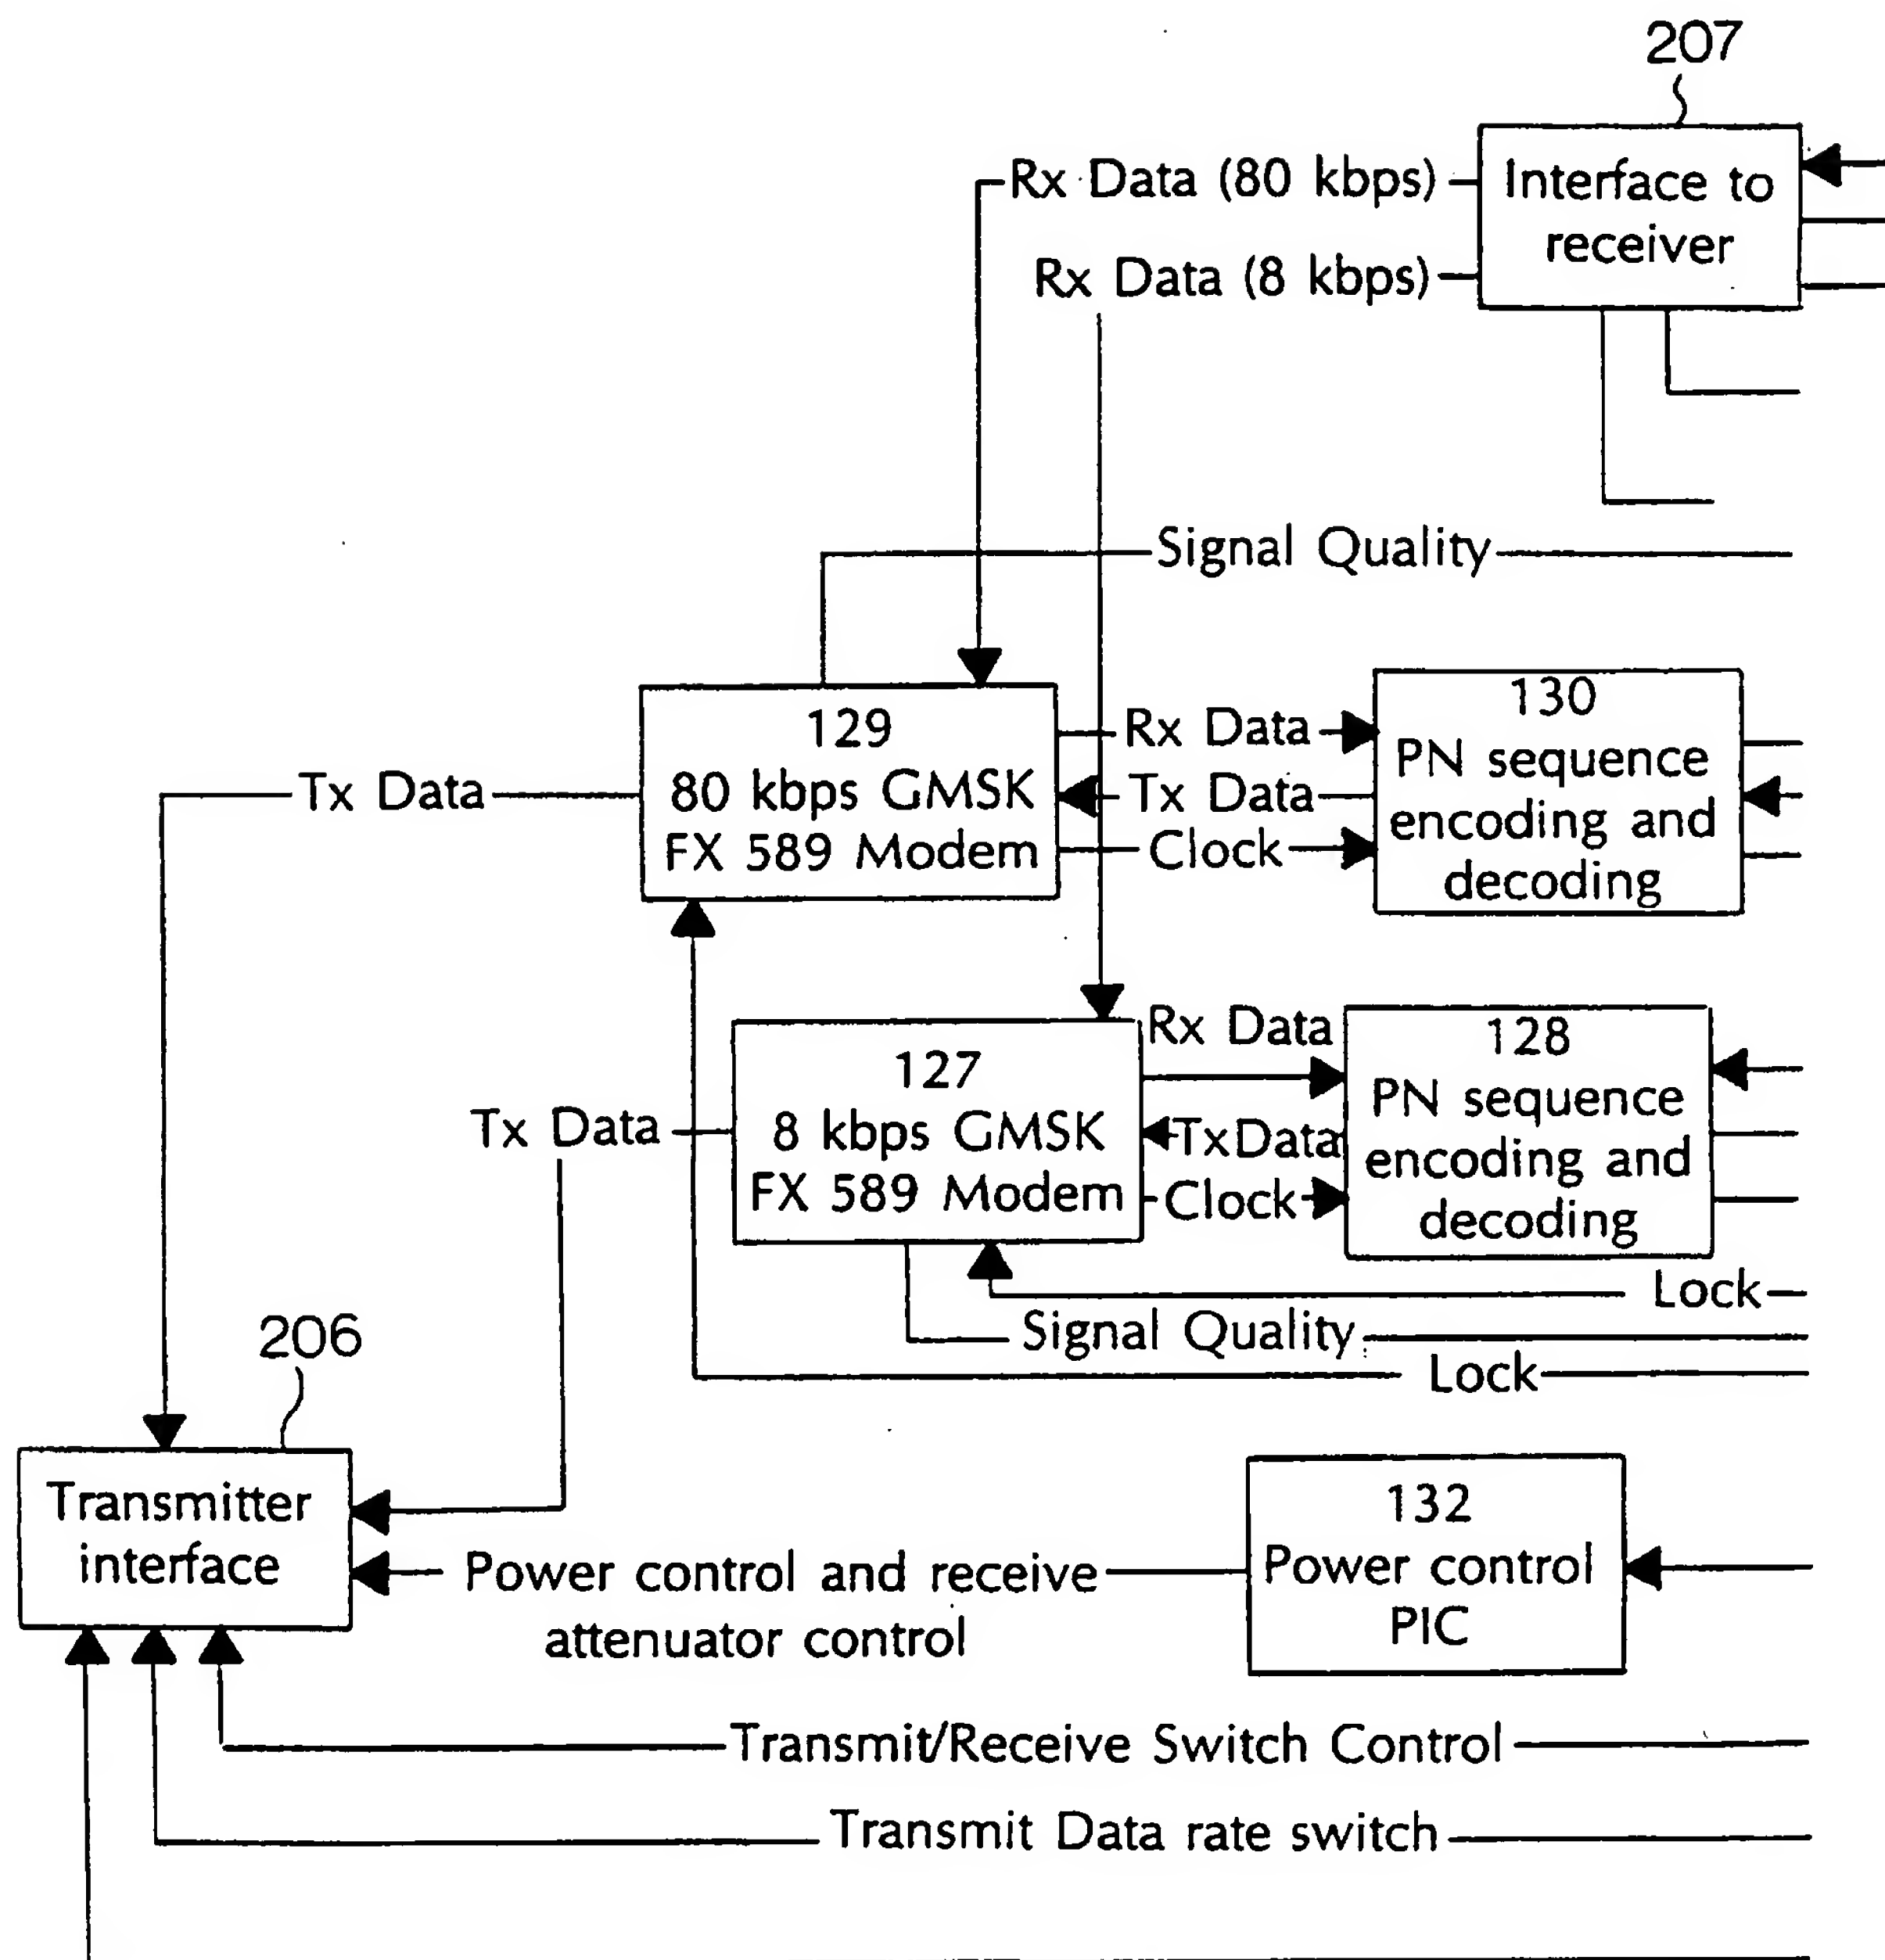 207
Rx Data (80 kbps)
Interface to
receiver
Rx Data (8 kbps)
Signal Quality
129
80 kbps GMSK
FX 589 Modem
Rx Data
Tx Data
Clock
130
PN sequence
encoding and
decoding
Tx Data
127
8 kbps GMSK
FX 589 Modem
Rx Data
TxData
Clock
128
PN sequence
encoding and
decoding
Tx Data
Lock
Signal Quality
Lock
206
Transmitter
interface
132
Power control
PIC
Power control and receive
attenuator control
Transmit/Receive Switch Control
Transmit Data rate switch